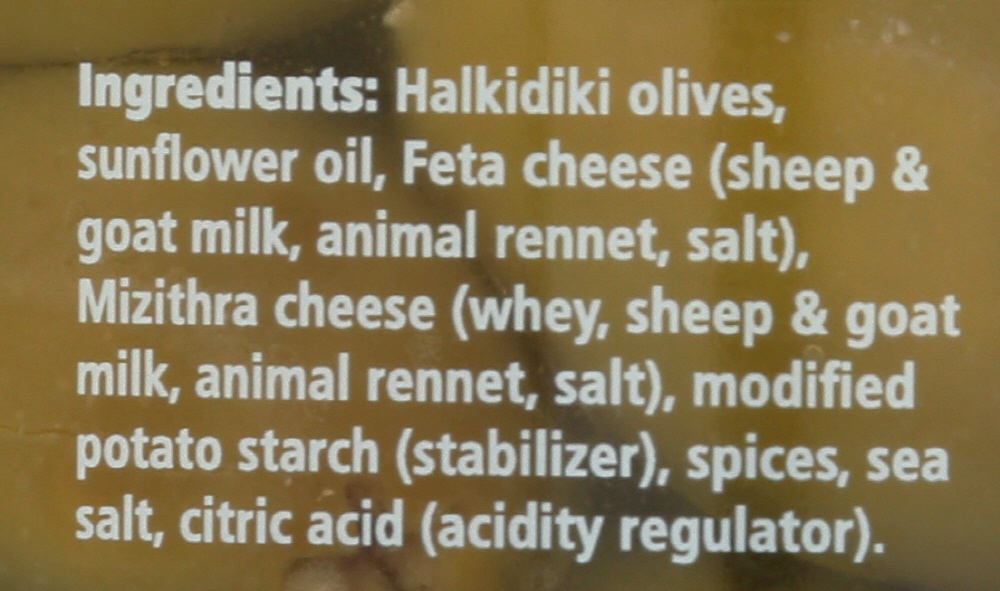 Ingredients: Halkidiki olives,
sunflower oil, Feta cheese (sheep &
goat milk, animal rennet, salt),
Mizithra cheese (whey, sheep & goat
milk, animal rennet, salt), modified
potato starch (stabilizer), spices, sea
salt, citric acid (acidity regulator).